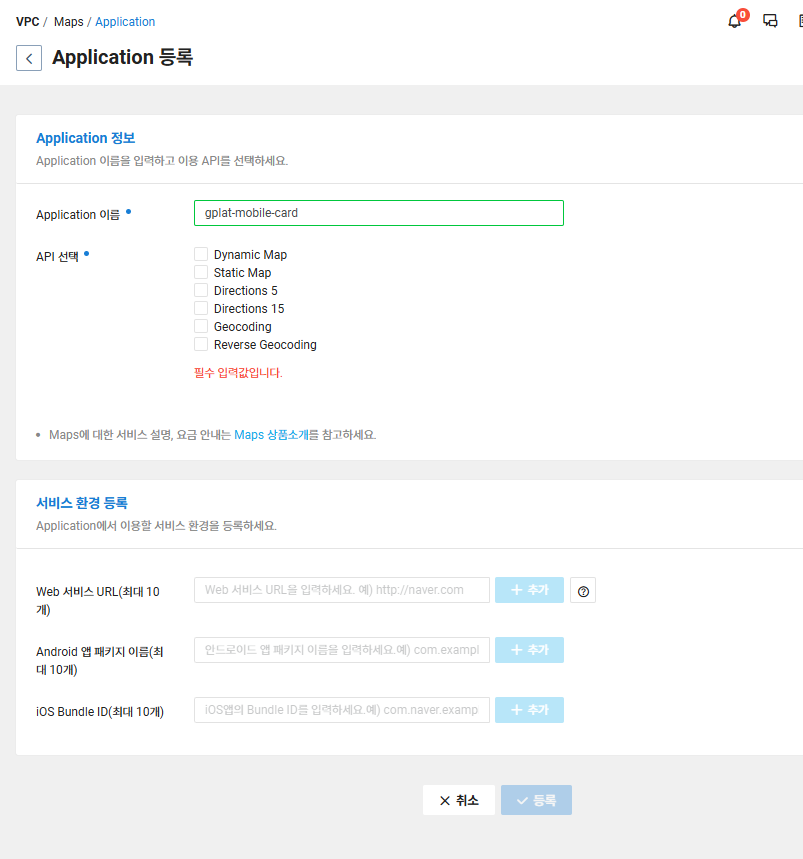 VPC / Maps / Application
0
Application 등록
Application 정보
Application 이름을 입력하고 이용 API를 선택하세요.
Application 이름
gplat-mobile-card
API 선택
Dynamic Map
Static Map
Directions 5
Directions 15
Geocoding
Reverse Geocoding
필수 입력값입니다.
Maps에 대한 서비스 설명, 요금 안내는 Maps 상품소개를 참고하세요.
서비스 환경 등록
Application에서 이용할 서비스 환경을 등록하세요.
Web 서비스 URL(최대 10
개)
Web 서비스 URL을 입력하세요. 예) http://naver.com
+ 추가
Android 앱 패키지 이름(최
대 10개)
안드로이드 앱 패키지 이름을 입력하세요.예) com.exampl
+ 추가
iOS Bundle ID(최대 10개)
iOS앱의 Bundle ID를 입력하세요.예) com.naver.examp
+ 추가
취소
등록